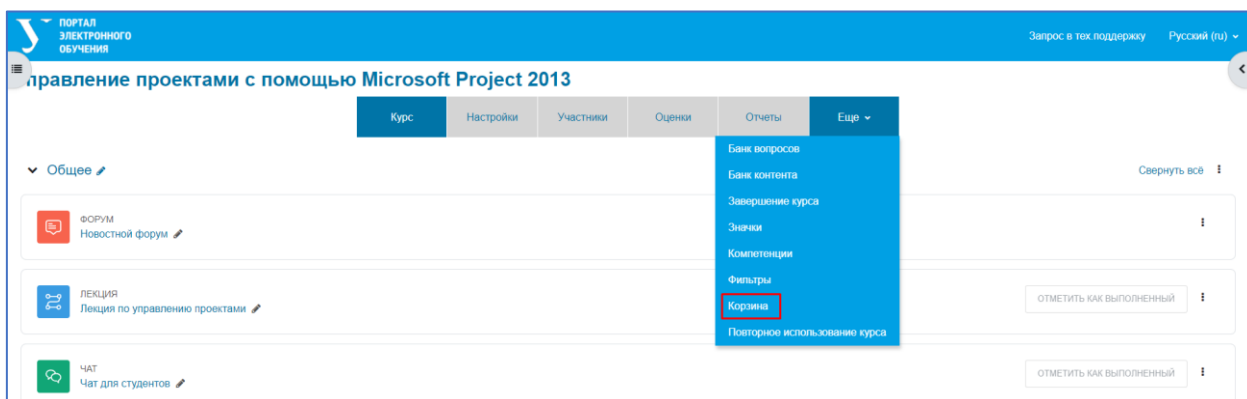 ПОРТАЛ
ЭЛЕКТРОННОГО
ОБУЧЕНИЯ
Запрос в тех.поддержку Русский (ru)
правление проектами с помощью Microsoft Project 2013
Курс Настройки Участники Оценки Отчеты Еще
Банк вопросов
Банк контента
Завершение курса
Значки
Компетенции
Фильтры
Корзина
Повторное использование курса
Общее
Свернуть всё
ФОРУМ
Новостной форум
ЛЕКЦИЯ
Лекция по управлению проектами
ОТМЕТИТЬ КАК ВЫПОЛНЕННЫЙ
ЧАТ
Чат для студентов
ОТМЕТИТЬ КАК ВЫПОЛНЕННЫЙ